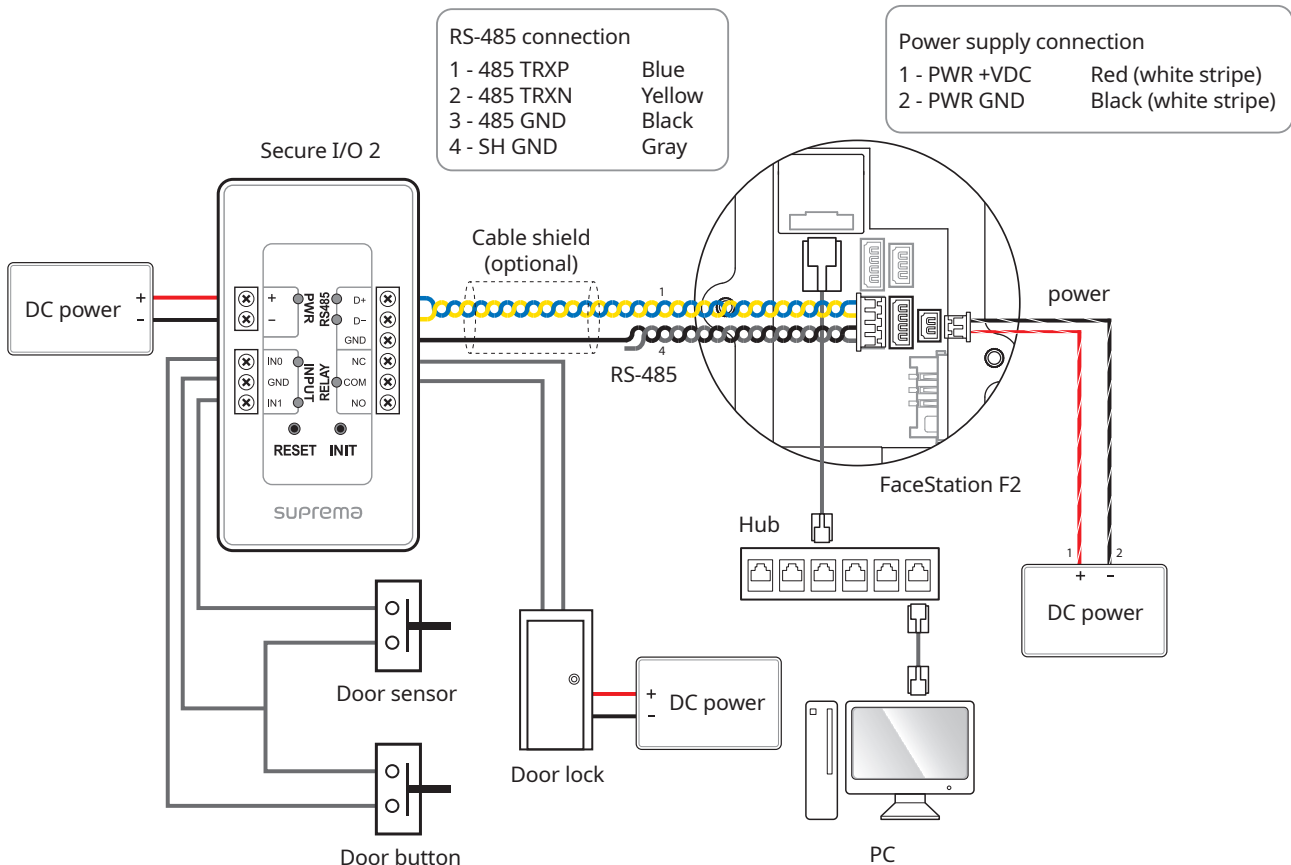 RS-485 connection
1 - 485 TRXP Blue
2 - 485 TRXN Yellow
3 - 485 GND Black
4 - SH GND Gray
Power supply connection
1 - PWR +VDC Red (white stripe)
2 - PWR GND Black (white stripe)
Secure I/O 2
Cable shield
(optional)
DC power
+
-
+
-
PWR
RS485
D+
D-
GND
IN0
GND
IN1
INPUT
RELAY
NC
COM
NO
RESET INIT
suprema
1
4
RS-485
power
FaceStation F2
Hub
1
2
+ -
DC power
Door sensor
Door lock
+
-
DC power
Door button
PC